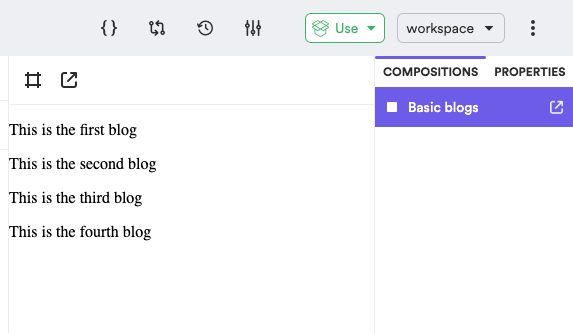 {} Use workspace
COMPOSITIONS PROPERTIES
Basic blogs
This is the first blog
This is the second blog
This is the third blog
This is the fourth blog